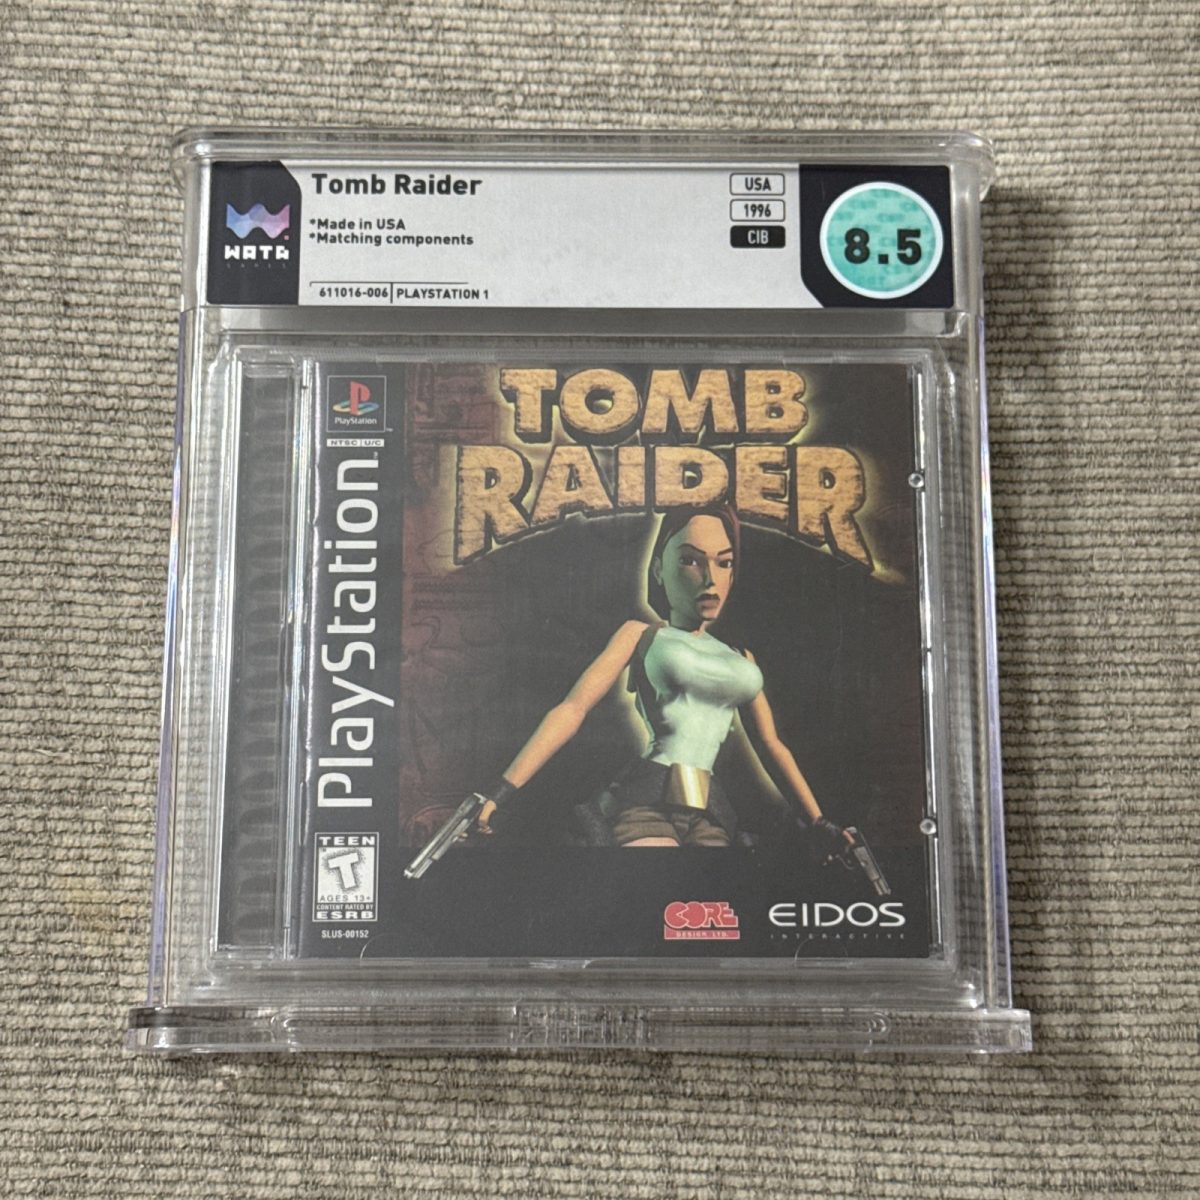 WATA
GAMES
Tomb Raider
*Made in USA
*Matching components
611016-006 PLAYSTATION 1
USA
1996
CIB
8.5
PlayStation
NTSC U/C
PlayStation
TOMB
RAIDER
TEEN
T
AGES 13+
CONTENT RATED BY
ESRB
SLUS-00152
CORE
DESIGN LTD.
EIDOS
INTERACTIVE